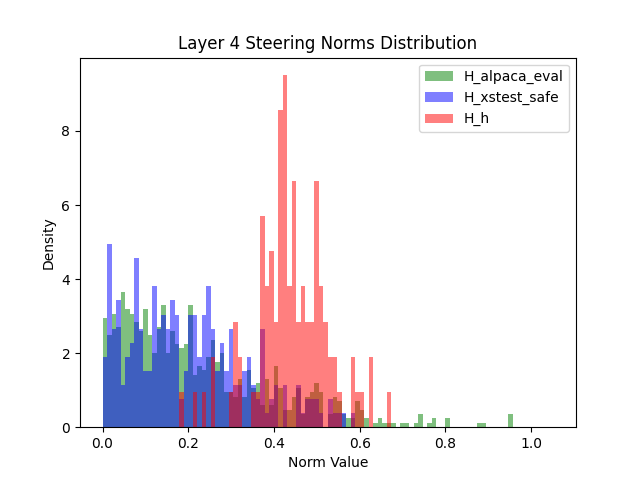 Layer 4 Steering Norms Distribution
H_alpaca_eval
H_xstest_safe
H_h
Density
8
6
4
2
0
0.0 0.2 0.4 0.6 0.8 1.0
Norm Value